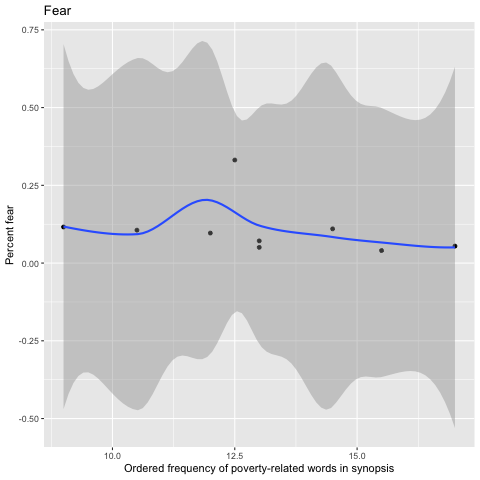 Fear
0.75
0.50
0.25
0.00
-0.25
-0.50
Percent fear
10.0 12.5 15.0
Ordered frequency of poverty-related words in synopsis